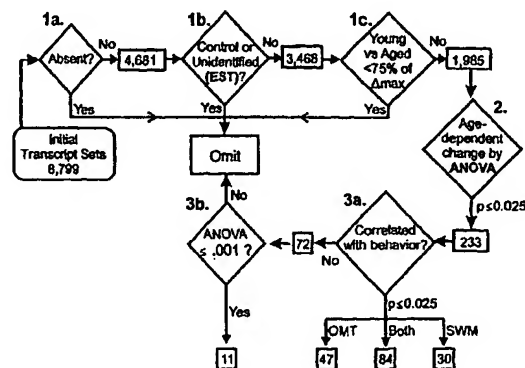 1a.
Absent?
No
4,681
1b.
Control or
Unidentified
(EST)?
No
3,468
1c.
Young
vs Aged
<75% of
Δmax
No
1,985
Yes
Yes
Yes
Initial
Transcript Sets
8,799
Omit
2.
Age-
dependent
change by
ANOVA
p≤0.025
233
3a.
Correlated
with behavior?
No
72
3b.
ANOVA
≤ .001 ?
No
Yes
11
p≤0.025
OMT
Both
SWM
47
84
30